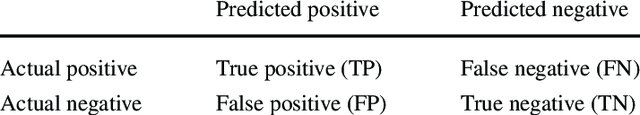 Predicted positive Predicted negative
Actual positive True positive (TP) False negative (FN)
Actual negative False positive (FP) True negative (TN)